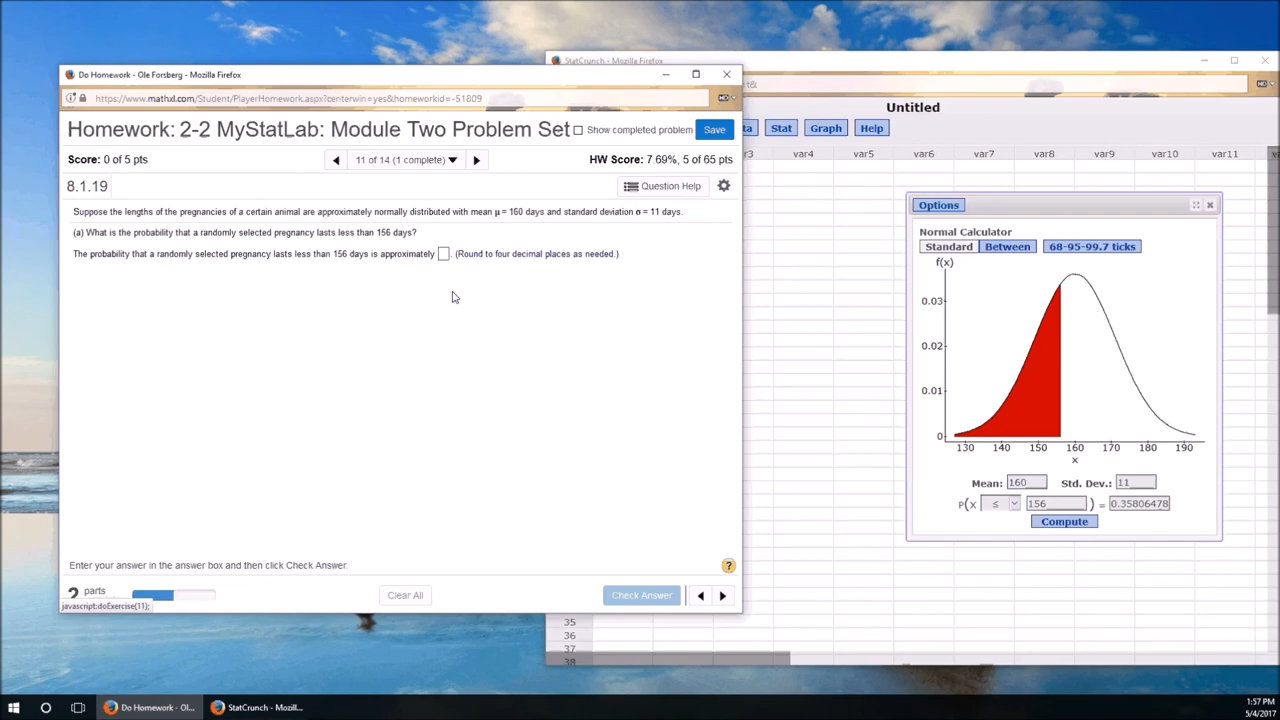 Do Homework - Ole Forsberg - Mozilla Firefox
https://www.mathxl.com/Student/PlayerHomework.aspx?centerwin=yes&homeworkid=-51809
Homework: 2-2 MyStatLab: Module Two Problem Set
Show completed problem
Save
Score: 0 of 5 pts
11 of 14 (1 complete)
HW Score: 7.69%, 5 of 65 pts
8.1.19
Question Help
Suppose the lengths of the pregnancies of a certain animal are approximately normally distributed with mean μ = 160 days and standard deviation σ = 11 days.
(a) What is the probability that a randomly selected pregnancy lasts less than 156 days?
The probability that a randomly selected pregnancy lasts less than 156 days is approximately . (Round to four decimal places as needed.)
Enter your answer in the answer box and then click Check Answer.
?
parts
Clear All
Check Answer
javascript:doExercise(11);
StatCrunch - Mozilla Firefox
Untitled
ta Stat Graph Help
r3 var4 var5 var6 var7 var8 var9 var10 var11
Options
Normal Calculator
Standard Between 68-95-99.7 ticks
f(x)
0.03
0.02
0.01
0
130 140 150 160 170 180 190
x
Mean: 160 Std. Dev.: 11
P(x ≤ 156 ) = 0.35806478
Compute
35
36
37
38
Do Homework - Ol...
StatCrunch - Mozill...
1:57 PM
5/4/2017